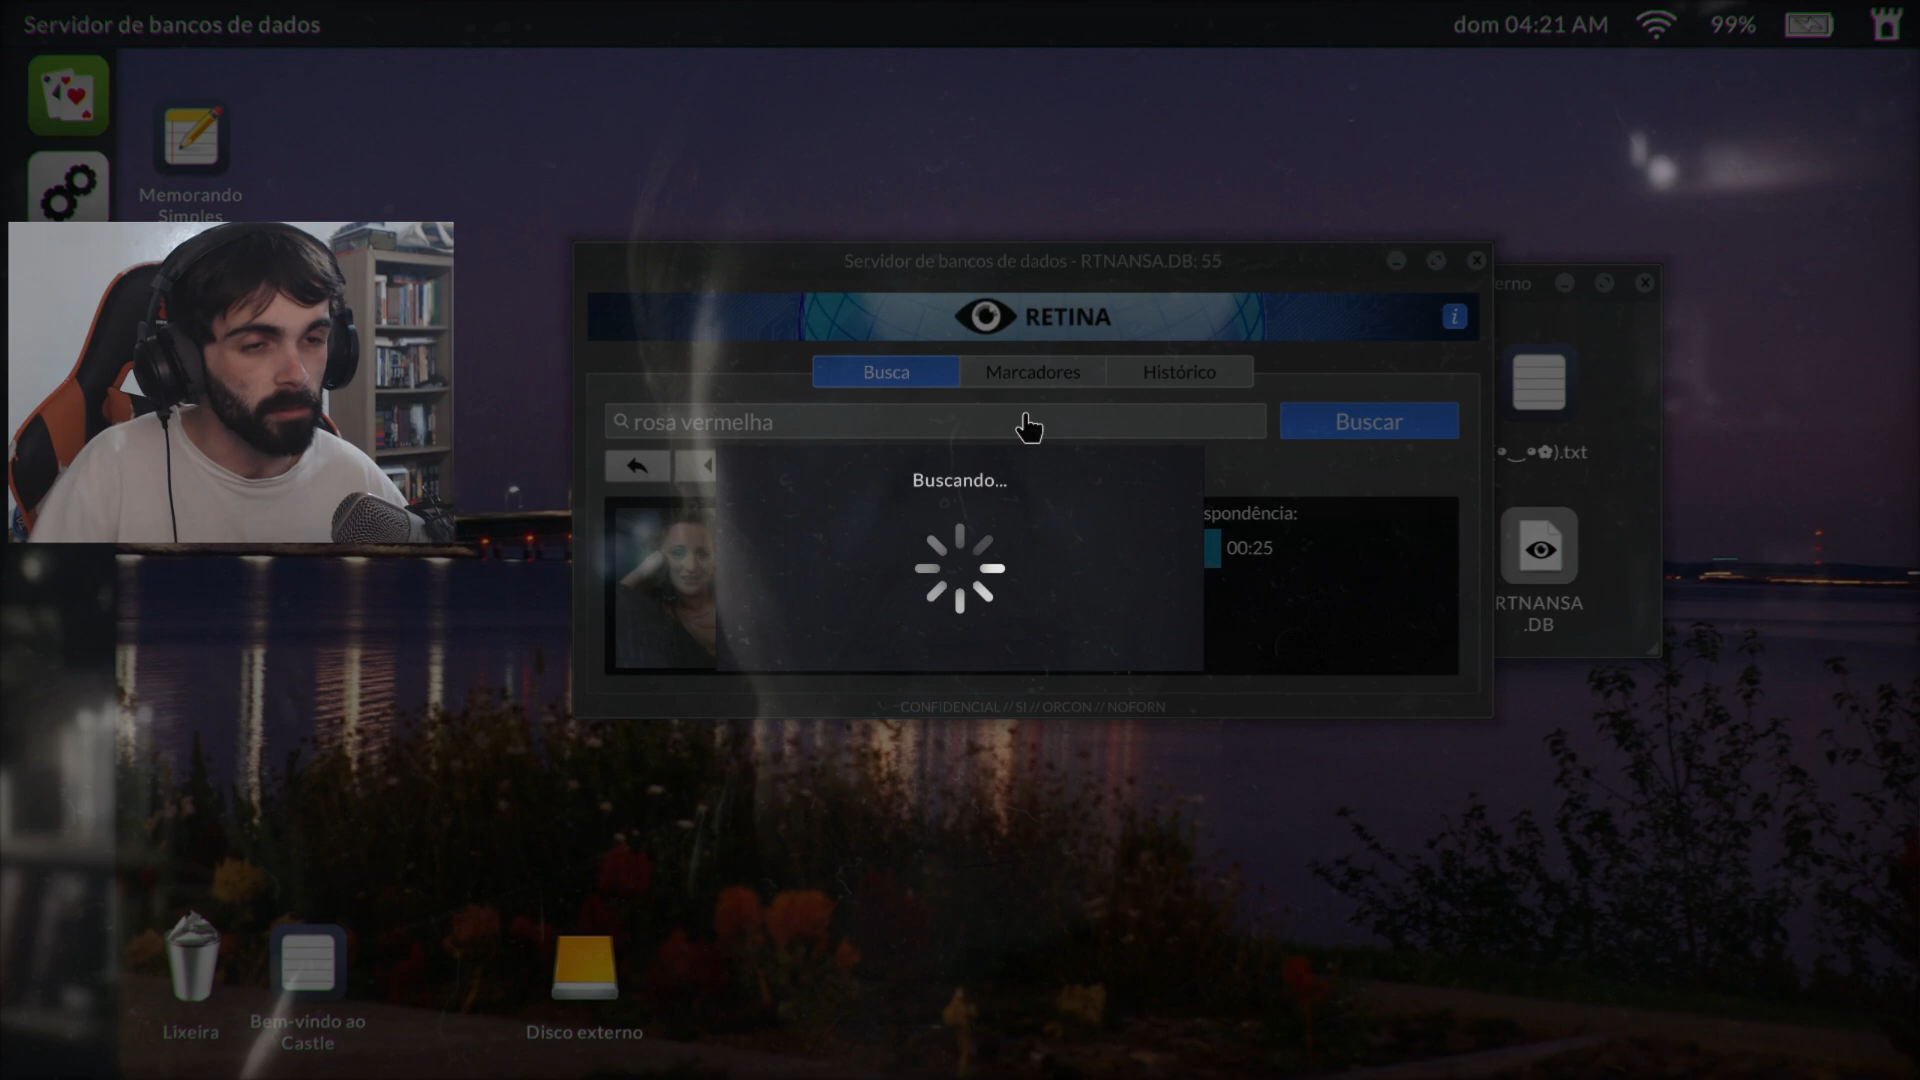 Servidor de bancos de dados
dom 04:21 AM
99%
Memorando
Simples
Servidor de bancos de dados - RTNANSA.DB: 55
erno
RETINA
i
Busca
Marcadores
Histórico
rosa vermelha
Buscar
Buscando...
spondência:
00:25
•‿•✿).txt
RTNANSA
.DB
CONFIDENCIAL // SI // ORCON // NOFORN
Lixeira
Bem-vindo ao
Castle
Disco externo